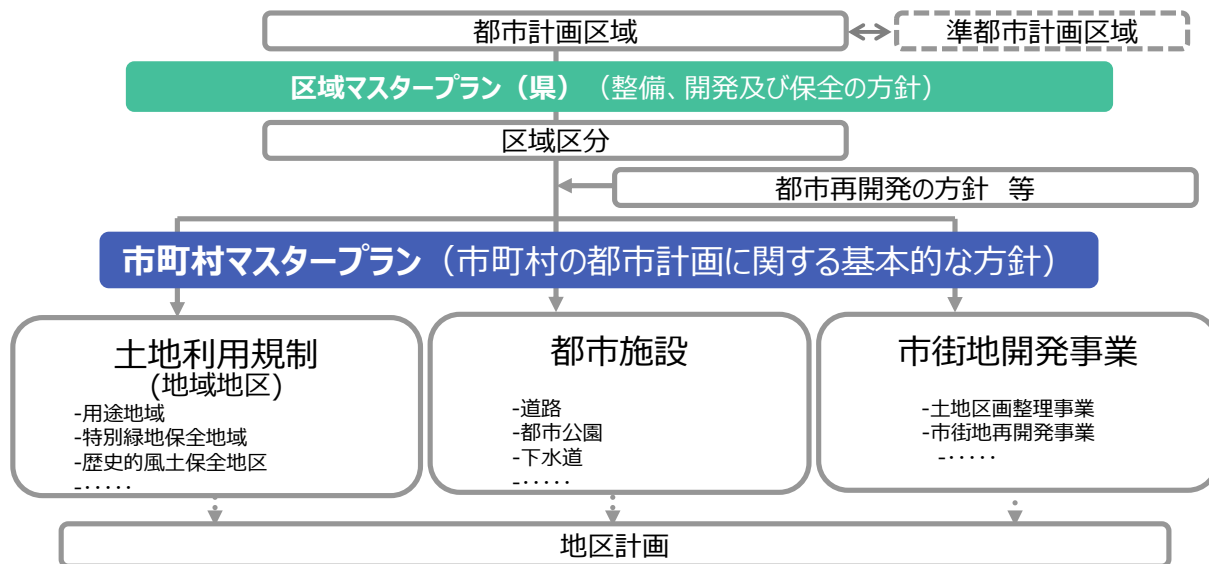 都市計画区域
準都市計画区域
区域マスタープラン（県）（整備、開発及び保全の方針）
区域区分
都市再開発の方針　等
市町村マスタープラン（市町村の都市計画に関する基本的な方針）
土地利用規制
(地域地区)
-用途地域
-特別緑地保全地域
-歴史的風土保全地区
-‥‥‥
都市施設
-道路
-都市公園
-下水道
-‥‥‥
市街地開発事業
-土地区画整理事業
-市街地再開発事業
-‥‥‥
地区計画